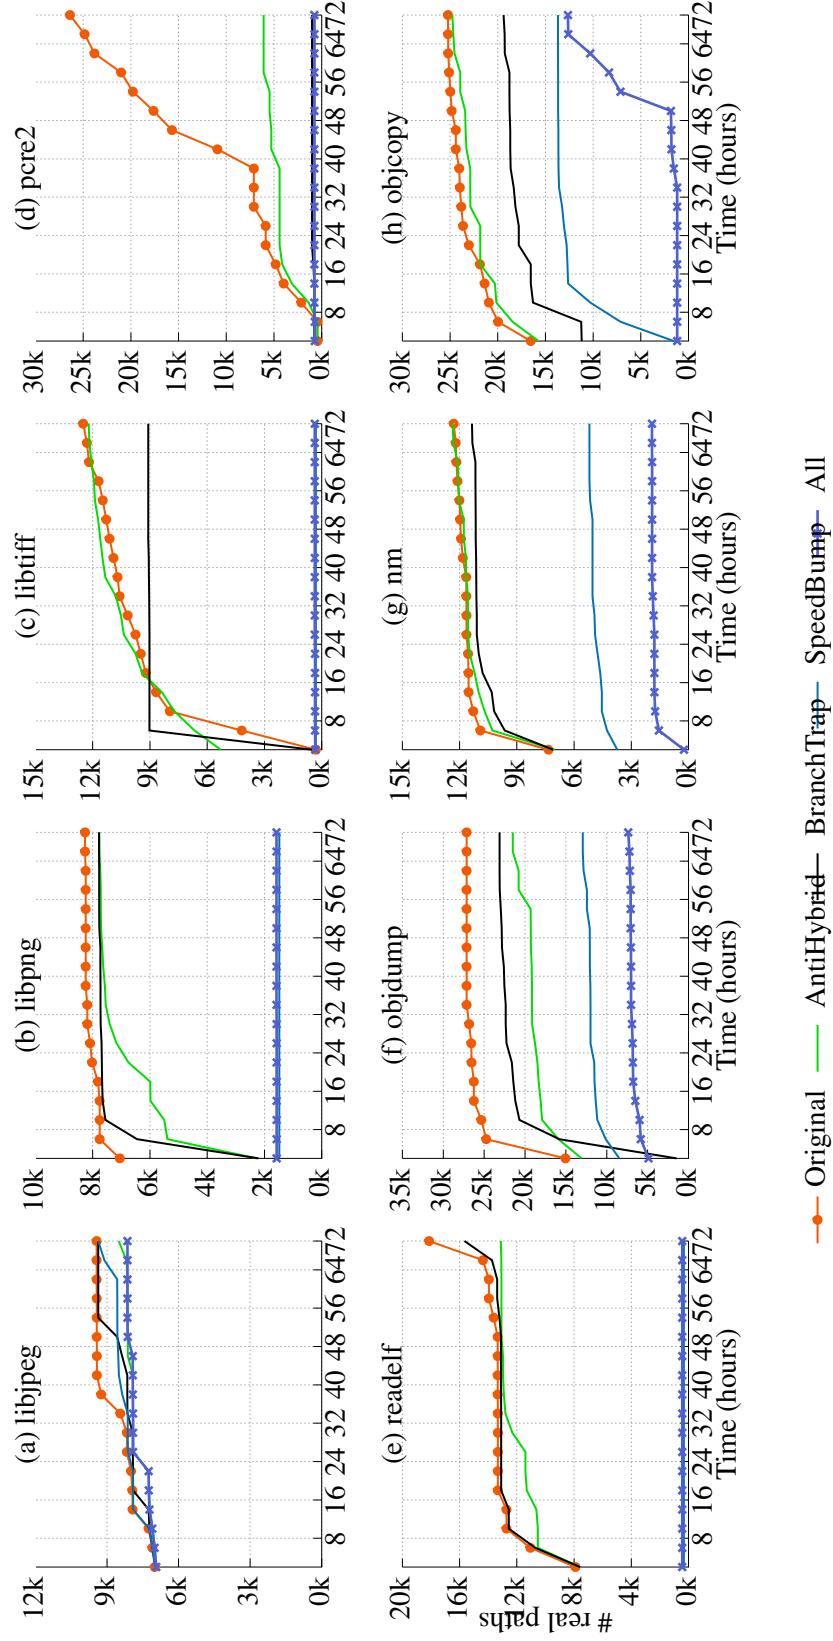 (a) libjpeg
12k
9k
6k
3k
0k
8 16 24 32 40 48 56 64 72
(b) libpng
10k
8k
6k
4k
2k
0k
8 16 24 32 40 48 56 64 72
(c) libtiff
15k
12k
9k
6k
3k
0k
8 16 24 32 40 48 56 64 72
(d) pcre2
30k
25k
20k
15k
10k
5k
0k
8 16 24 32 40 48 56 64 72
(e) readelf
# real paths
20k
16k
12k
8k
4k
0k
8 16 24 32 40 48 56 64 72
Time (hours)
(f) objdump
35k
30k
25k
20k
15k
10k
5k
0k
8 16 24 32 40 48 56 64 72
Time (hours)
(g) nm
15k
12k
9k
6k
3k
0k
8 16 24 32 40 48 56 64 72
Time (hours)
(h) objcopy
30k
25k
20k
15k
10k
5k
0k
8 16 24 32 40 48 56 64 72
Time (hours)
Original AntiHybrid BranchTrap SpeedBump All